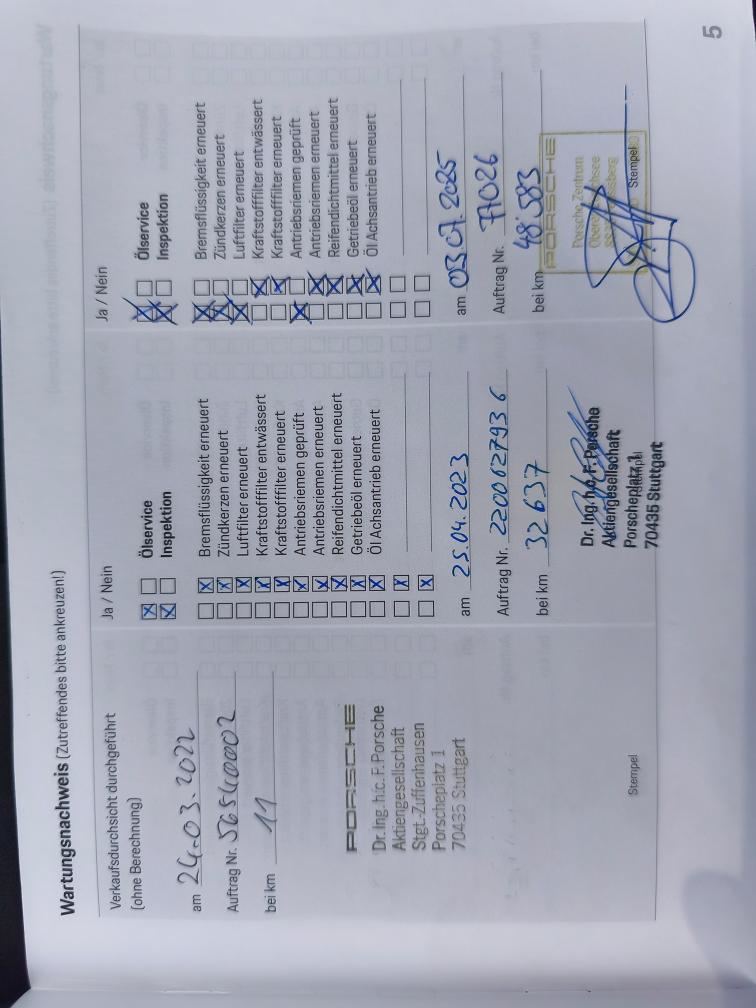 Wartungsnachweis (Zutreffendes bitte ankreuzen!)
Verkaufsdurchsicht durchgeführt
(ohne Berechnung)
am 24.03.2022
Auftrag Nr. 565400002
bei km 11
PORSCHE
Dr. Ing. h.c. F. Porsche
Aktiengesellschaft
Stgt.-Zuffenhausen
Porscheplatz 1
70435 Stuttgart
Stempel
Ja / Nein
Ölservice
Inspektion
Bremsflüssigkeit erneuert
Zündkerzen erneuert
Luftfilter erneuert
Kraftstofffilter entwässert
Kraftstofffilter erneuert
Antriebsriemen geprüft
Antriebsriemen erneuert
Reifendichtmittel erneuert
Getriebeöl erneuert
Öl Achsantrieb erneuert
am 25.04.2023
Auftrag Nr. 2200627936
bei km 32637
Dr. Ing. h.c. F. Porsche
Aktiengesellschaft
Porscheplatz 1
70435 Stuttgart
Ja / Nein
Ölservice
Inspektion
Bremsflüssigkeit erneuert
Zündkerzen erneuert
Luftfilter erneuert
Kraftstofffilter entwässert
Kraftstofffilter erneuert
Antriebsriemen geprüft
Antriebsriemen erneuert
Reifendichtmittel erneuert
Getriebeöl erneuert
Öl Achsantrieb erneuert
am 03.07.2025
Auftrag Nr. 77026
bei km 48'583
PORSCHE
Porsche Zentrum
Stempel
5